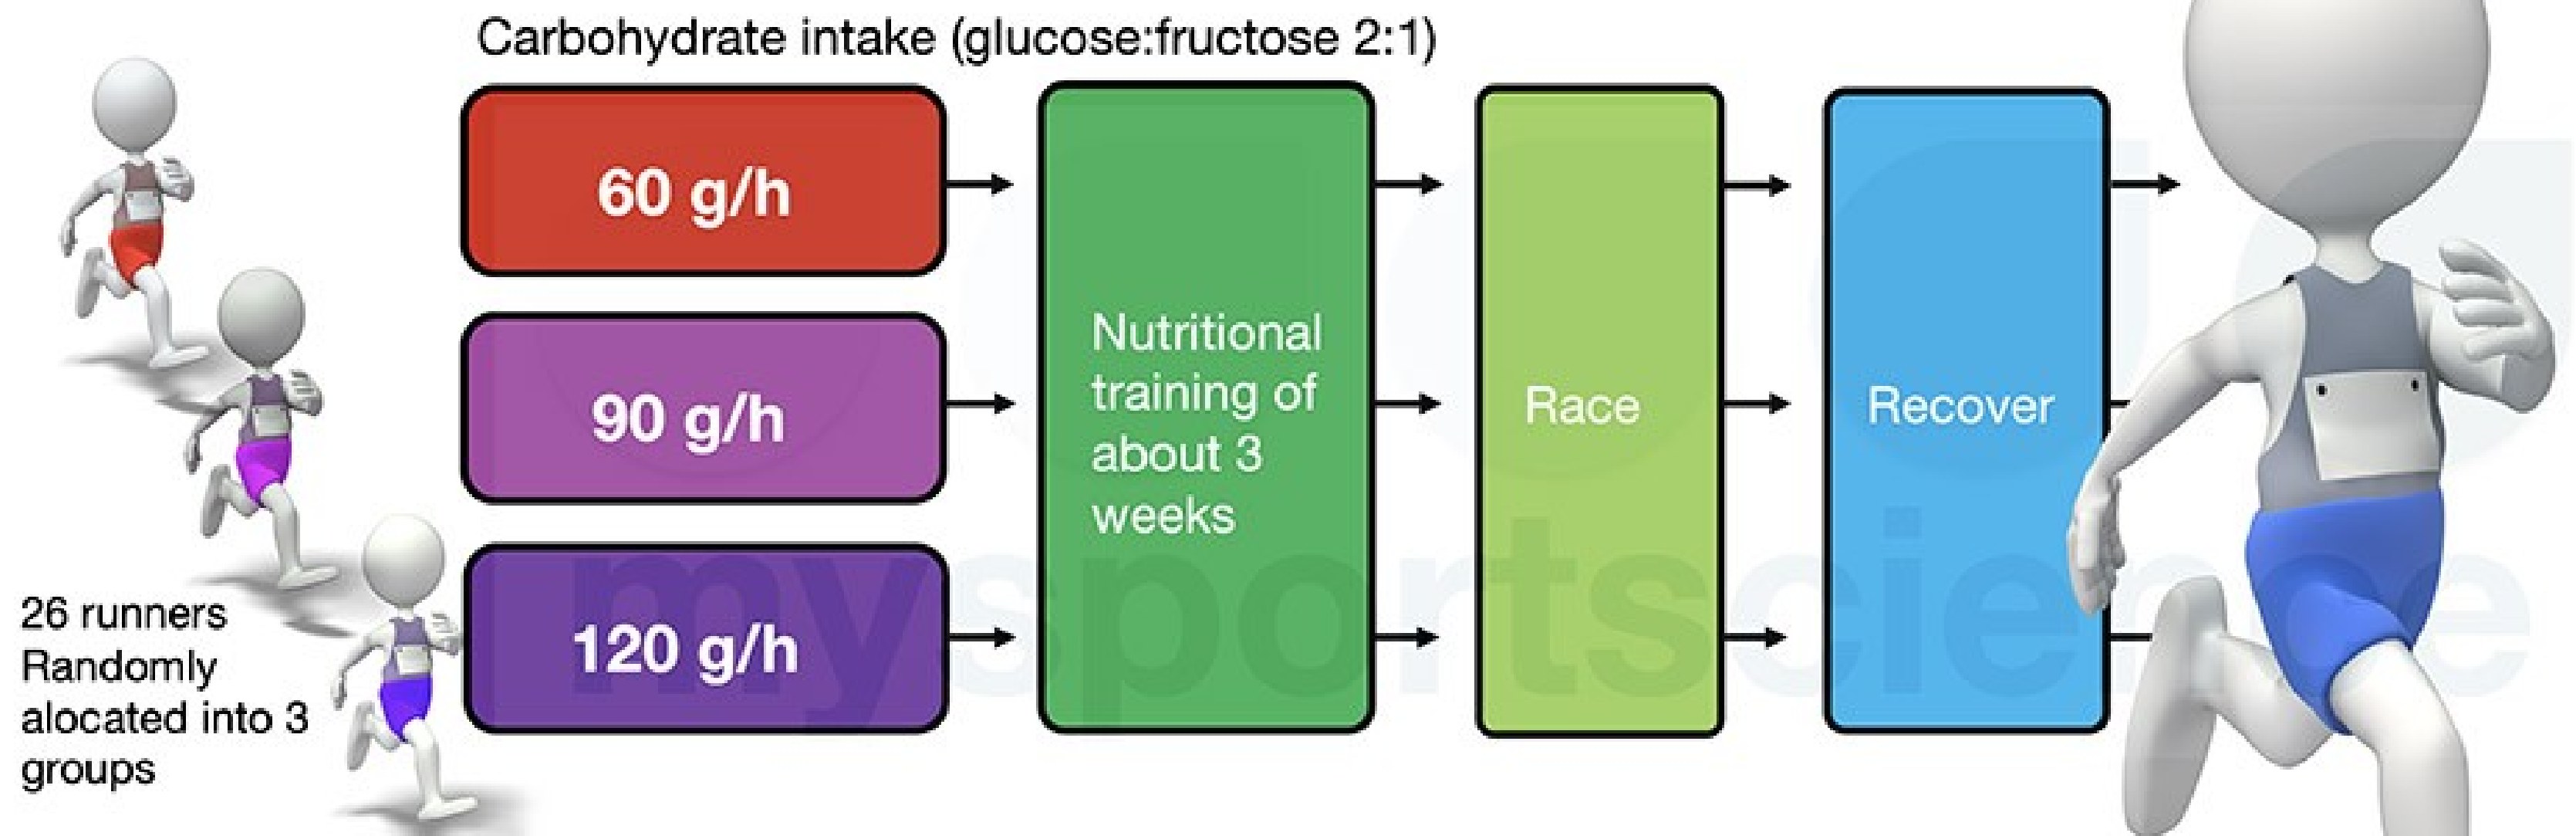 Carbohydrate intake (glucose:fructose 2:1)
60 g/h
90 g/h
120 g/h
Nutritional
training of
about 3
weeks
Race
Recover
26 runners
Randomly
alocated into 3
groups
mysportscience